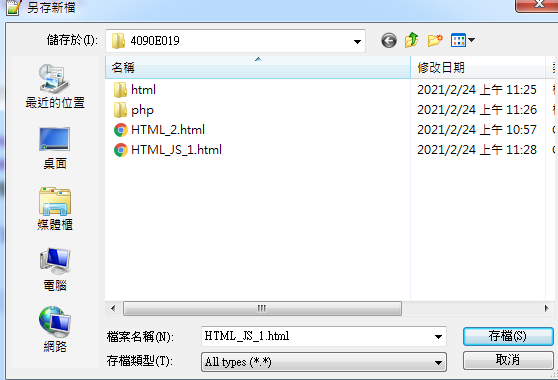 另存新檔
儲存於(I):
4090E019
名稱
修改日期
html
2021/2/24 上午 11:25
php
2021/2/24 上午 11:26
HTML_2.html
2021/2/24 上午 10:57
HTML_JS_1.html
2021/2/24 上午 11:28
最近的位置
桌面
媒體櫃
電腦
網路
檔案名稱(N):
HTML_JS_1.html
存檔(S)
存檔類型(T):
All types (*.*)
取消